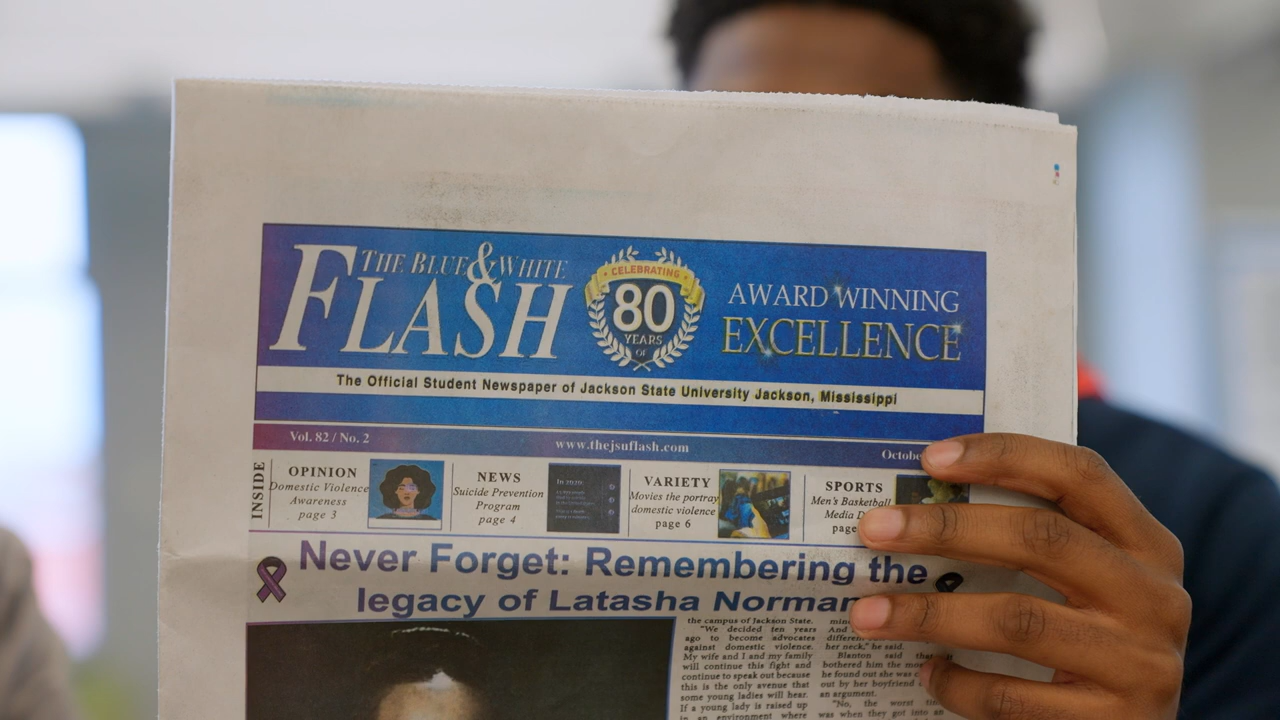 THE BLUE & WHITE
FLASH
CELEBRATING
80
YEARS
OF
AWARD WINNING
EXCELLENCE
The Official Student Newspaper of Jackson State University Jackson, Mississippi
Vol. 82 / No. 2
www.thejsuflash.com
Octobe
INSIDE
OPINION
Domestic Violence
Awareness
page 3
NEWS
Suicide Prevention
Program
page 4
In 2020,
VARIETY
Movies the portray
domestic violence
page 6
SPORTS
Men's Basketball
Media D
page
Never Forget: Remembering the
legacy of Latasha Norman
the campus of Jackson State.
"We decided ten years
ago to become advocates
against domestic violence.
My wife and I and my family
will continue this fight and
continue to speak out because
this is the only avenue that
some young ladies will hear.
If a young lady is raised up
in an environment where
And
her neck," he said.
Blanton said that
bothered him the
he found out she was
out by her boyfriend
an argument.
"No, the worst
was when they got into an